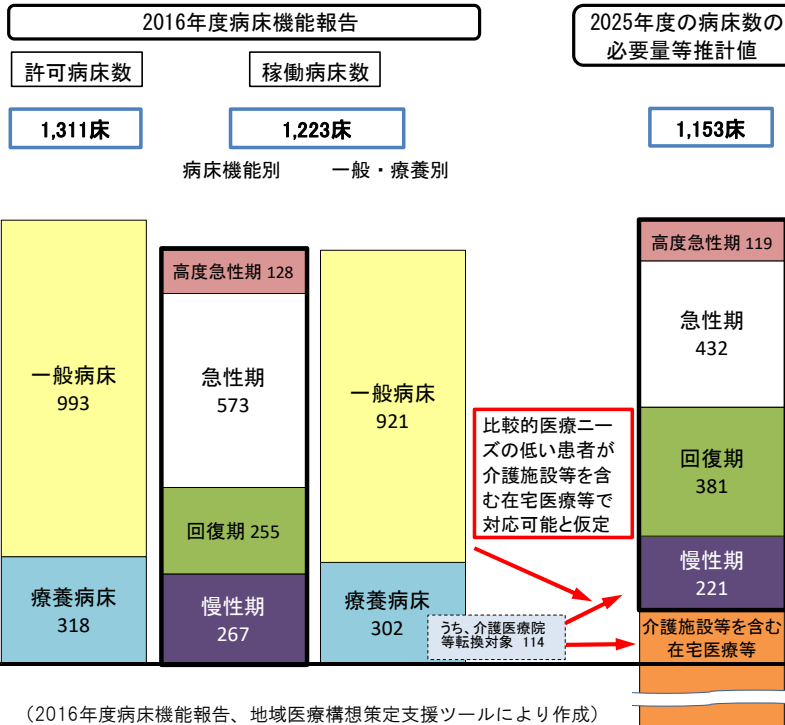 2016年度病床機能報告
2025年度の病床数の
必要量等推計値
許可病床数
稼働病床数
1,311床
1,223床
1,153床
病床機能別
一般・療養別
一般病床
993
療養病床
318
高度急性期 128
急性期
573
回復期 255
慢性期
267
一般病床
921
療養病床
302
比較的医療ニー
ズの低い患者が
介護施設等を含
む在宅医療等で
対応可能と仮定
うち、介護医療院
等転換対象 114
高度急性期 119
急性期
432
回復期
381
慢性期
221
介護施設等を含む
在宅医療等
（2016年度病床機能報告、地域医療構想策定支援ツールにより作成）